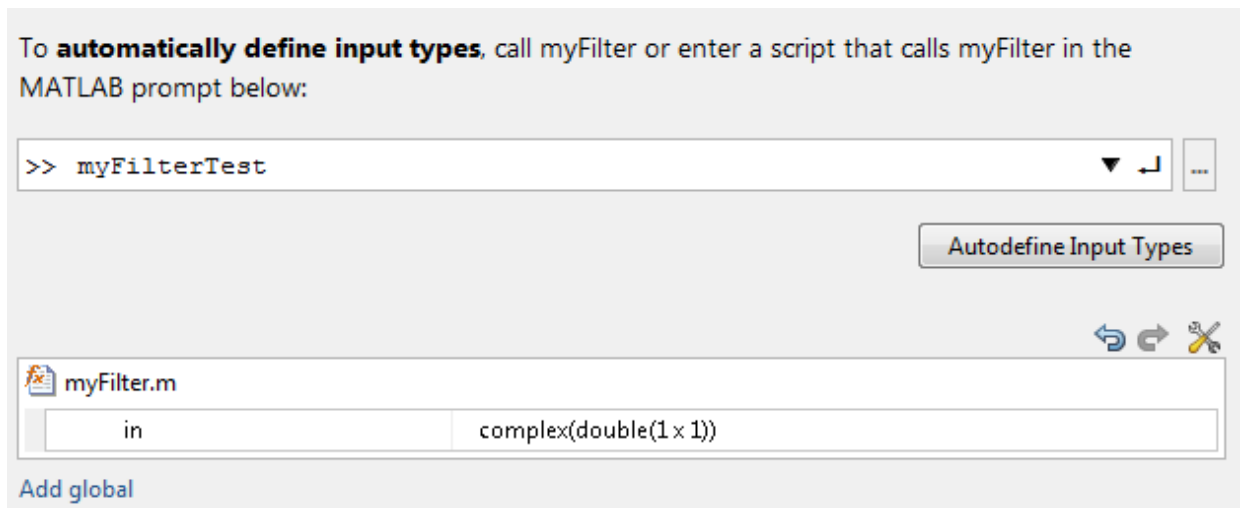 To automatically define input types, call myFilter or enter a script that calls myFilter in the
MATLAB prompt below:
>> myFilterTest
...
Autodefine Input Types
fx myFilter.m
in complex(double(1 x 1))
Add global